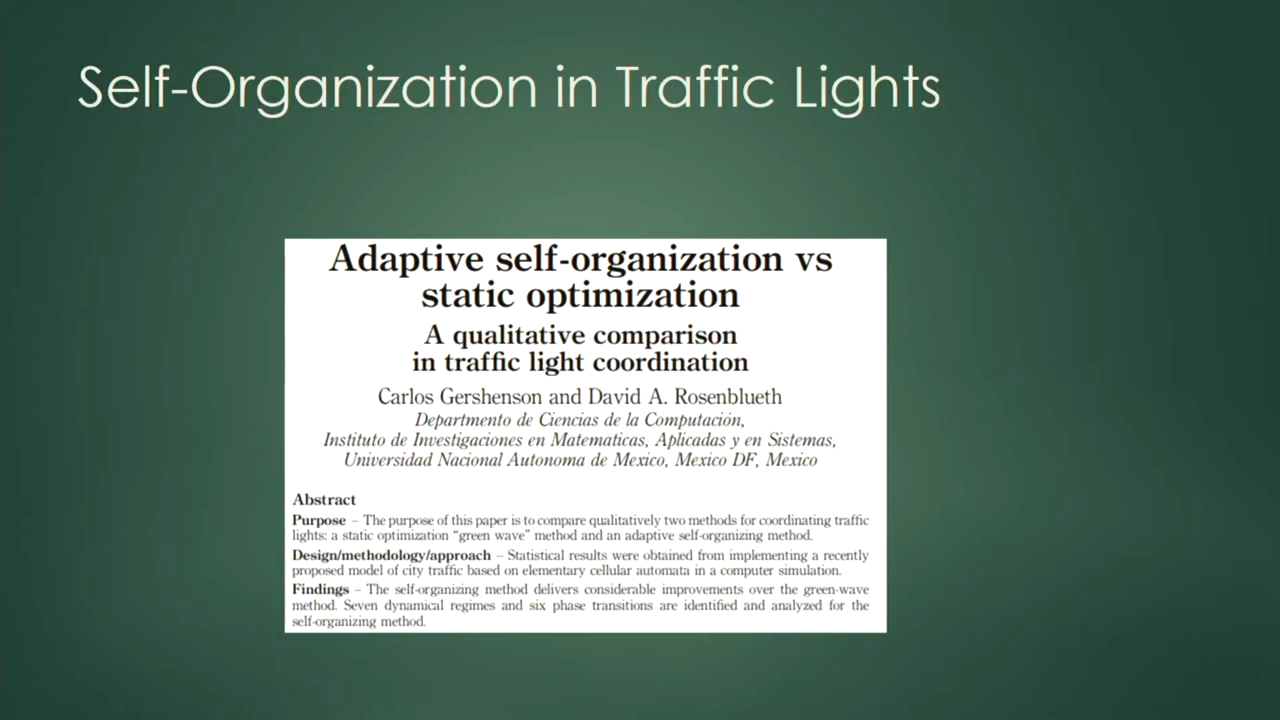 Self-Organization in Traffic Lights
Adaptive self-organization vs
static optimization
A qualitative comparison
in traffic light coordination
Carlos Gershenson and David A. Rosenblueth
Departmento de Ciencias de la Computación,
Instituto de Investigaciones en Matematicas, Aplicadas y en Sistemas,
Universidad Nacional Autonoma de Mexico, Mexico DF, Mexico
Abstract
Purpose – The purpose of this paper is to compare qualitatively two methods for coordinating traffic
lights: a static optimization “green wave” method and an adaptive self-organizing method.
Design/methodology/approach – Statistical results were obtained from implementing a recently
proposed model of city traffic based on elementary cellular automata in a computer simulation.
Findings – The self-organizing method delivers considerable improvements over the green-wave
method. Seven dynamical regimes and six phase transitions are identified and analyzed for the
self-organizing method.